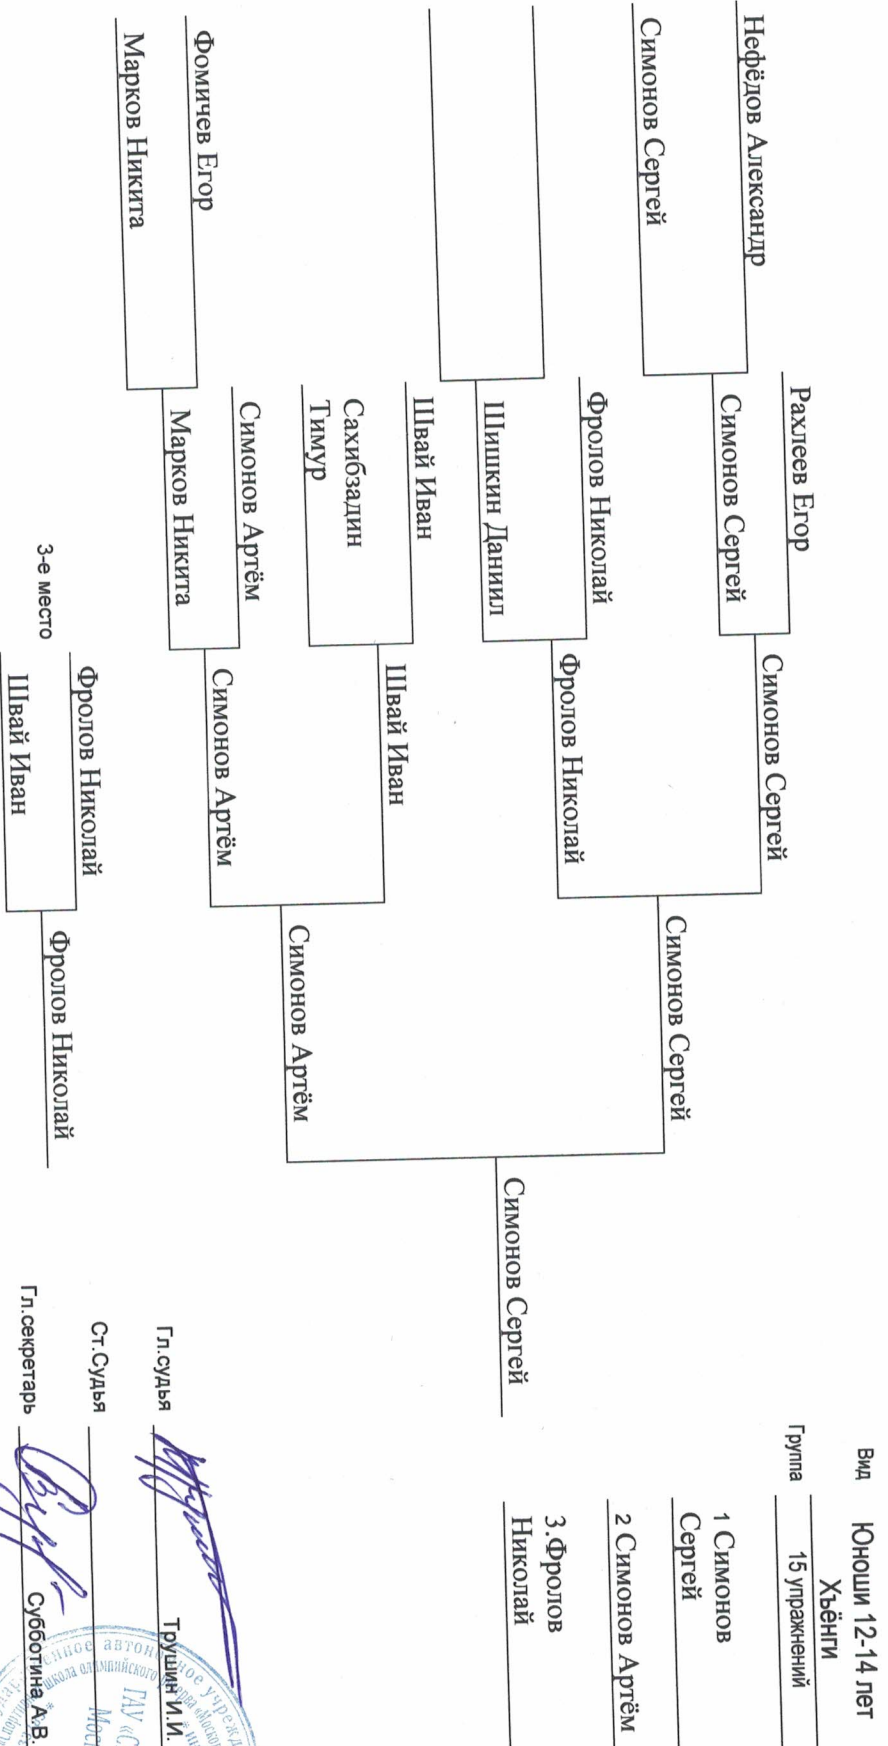 Вид Юноши 12-14 лет
Хъёнги
Группа 15 упражнений
Рахлеев Егор
Нефёдов Александр
Симонов Сергей
Симонов Сергей
Симонов Сергей
Фролов Николай
Шишкин Даниил
Фролов Николай
Симонов Сергей
Швай Иван
Сахибзадин
Тимур
Швай Иван
Симонов Артём
Фомичев Егор
Марков Никита
Марков Никита
Симонов Артём
Симонов Артём
Симонов Сергей
1 Симонов
Сергей
2 Симонов Артём
3.Фролов
Николай
3-е место
Фролов Николай
Швай Иван
Фролов Николай
Гл.судья Трушин И.И.
Ст.Судья
Гл.секретарь Субботина А.В.